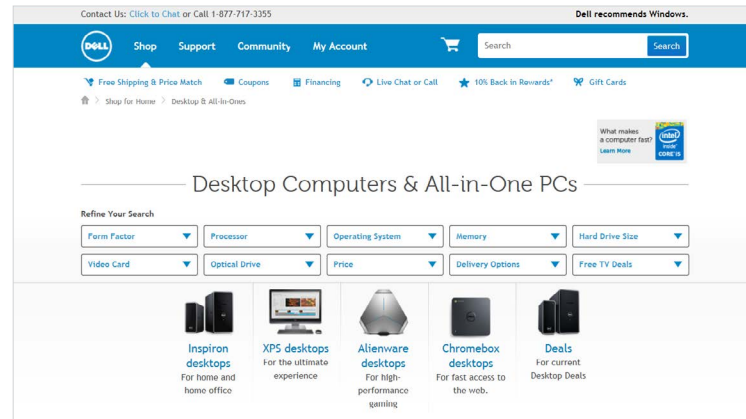 Contact Us: Click to Chat or Call 1-877-717-3355
Dell recommends Windows.
DELL
Shop Support Community My Account
Search
Search
Free Shipping & Price Match Coupons Financing Live Chat or Call 10% Back in Rewards* Gift Cards
Shop for Home > Desktop & All-in-Ones
What makes
a computer fast?
Learn More
intel
inside
CORE i5
Desktop Computers & All-in-One PCs
Refine Your Search
Form Factor Processor Operating System Memory Hard Drive Size
Video Card Optical Drive Price Delivery Options Free TV Deals
Inspiron
desktops
For home and
home office
XPS desktops
For the ultimate
experience
Alienware
desktops
For high-
performance
gaming
Chromebox
desktops
For fast access to
the web.
Deals
For current
Desktop Deals